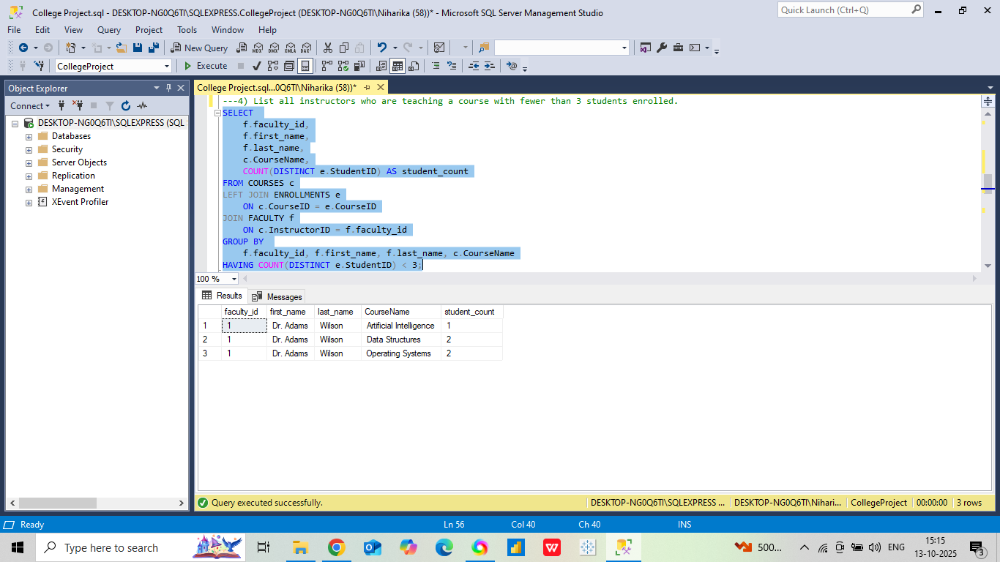 College Project.sql - DESKTOP-NG0Q6TI\SQLEXPRESS.CollegeProject (DESKTOP-NG0Q6TI\Niharika (58))* - Microsoft SQL Server Management Studio
Quick Launch (Ctrl+Q)
File Edit View Query Project Tools Window Help
New Query
MDX DMX XMLA DAX
CollegeProject Execute
Object Explorer
Connect
DESKTOP-NG0Q6TI\SQLEXPRESS (SQL
Databases
Security
Server Objects
Replication
Management
XEvent Profiler
College Project.sql...0Q6TI\Niharika (58))*
---4) List all instructors who are teaching a course with fewer than 3 students enrolled.
SELECT
f.faculty_id,
f.first_name,
f.last_name,
c.CourseName,
COUNT(DISTINCT e.StudentID) AS student_count
FROM COURSES c
LEFT JOIN ENROLLMENTS e
ON c.CourseID = e.CourseID
JOIN FACULTY f
ON c.InstructorID = f.faculty_id
GROUP BY
f.faculty_id, f.first_name, f.last_name, c.CourseName
HAVING COUNT(DISTINCT e.StudentID) < 3;
100 %
Results Messages
faculty_id first_name last_name CourseName student_count
1 1 Dr. Adams Wilson Artificial Intelligence 1
2 1 Dr. Adams Wilson Data Structures 2
3 1 Dr. Adams Wilson Operating Systems 2
Query executed successfully.
DESKTOP-NG0Q6TI\SQLEXPRESS ... DESKTOP-NG0Q6TI\Nihari... CollegeProject 00:00:00 3 rows
Ready Ln 56 Col 40 Ch 40 INS
Type here to search
500... ENG 15:15
13-10-2025
3